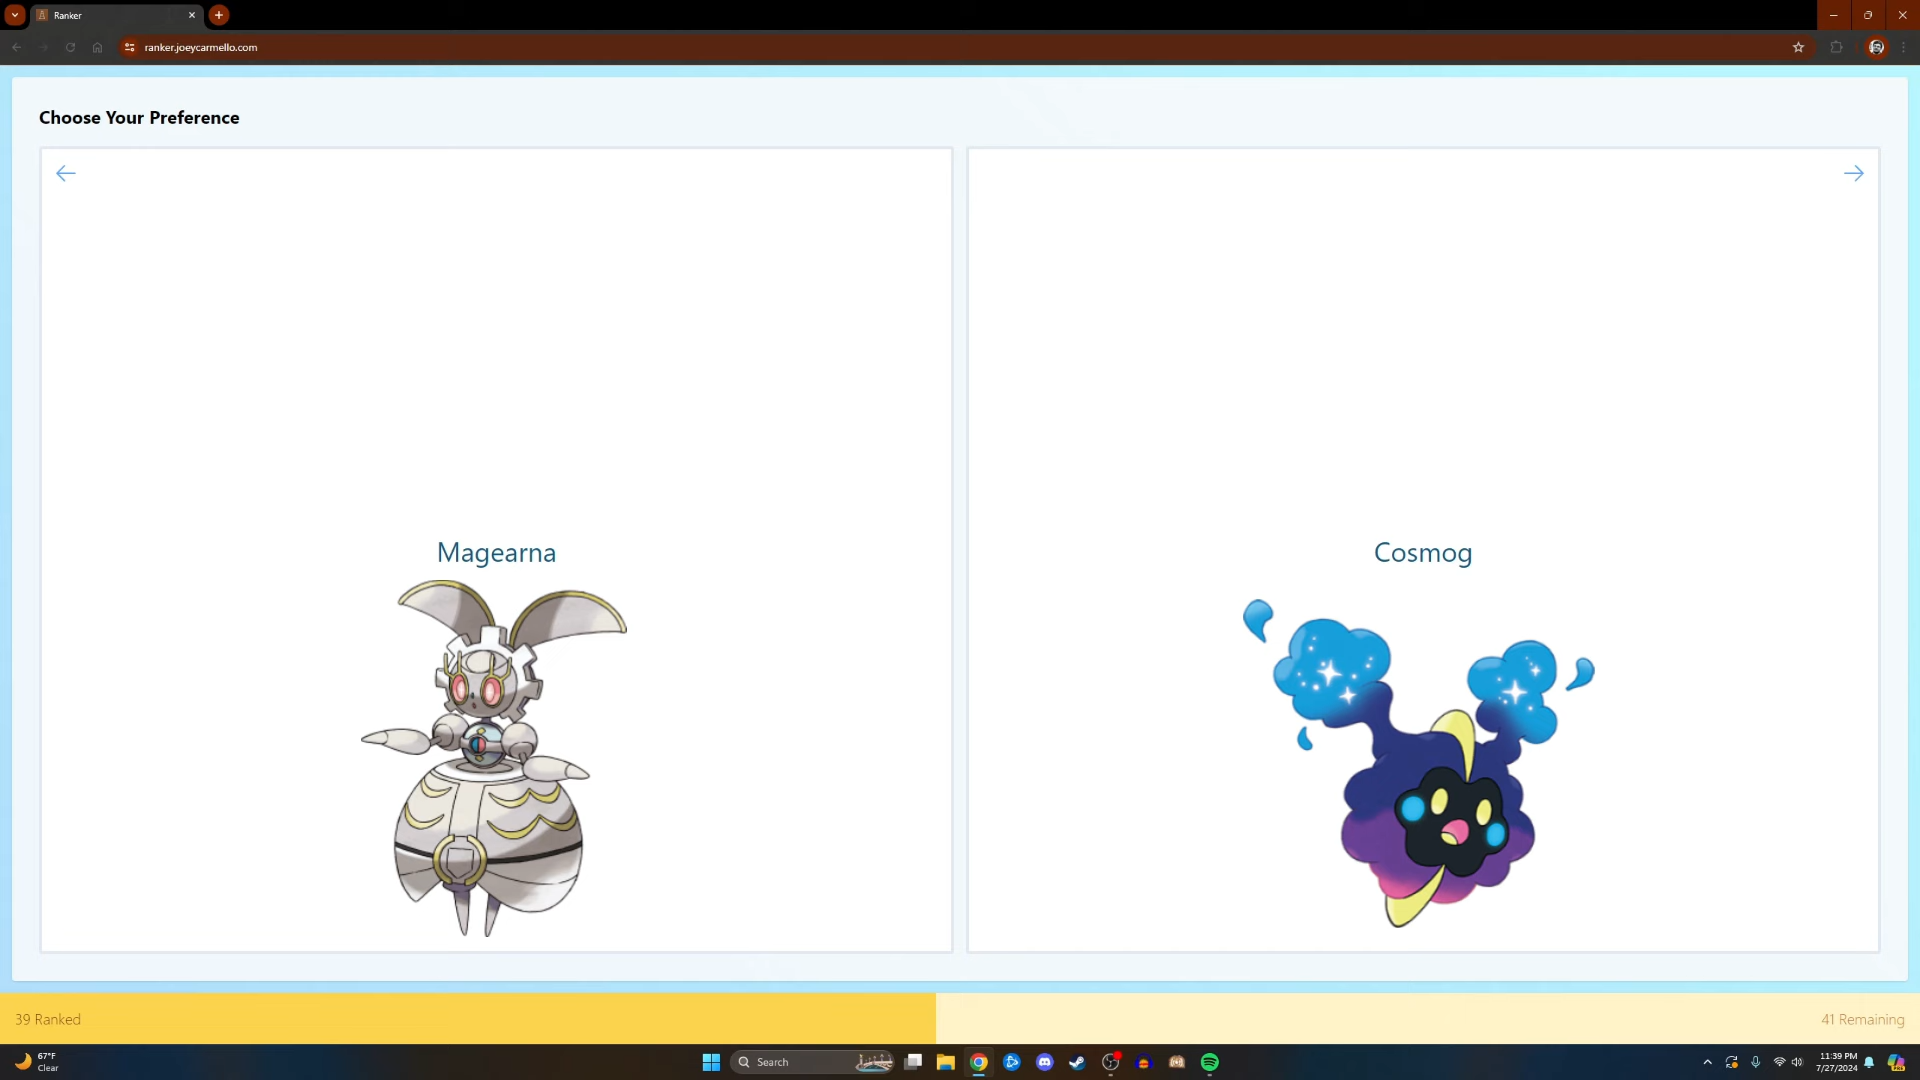 Ranker
ranker.joeycarmello.com
Choose Your Preference
Magearna
Cosmog
39 Ranked
41 Remaining
67°F
Clear
Search
11:39 PM
7/27/2024